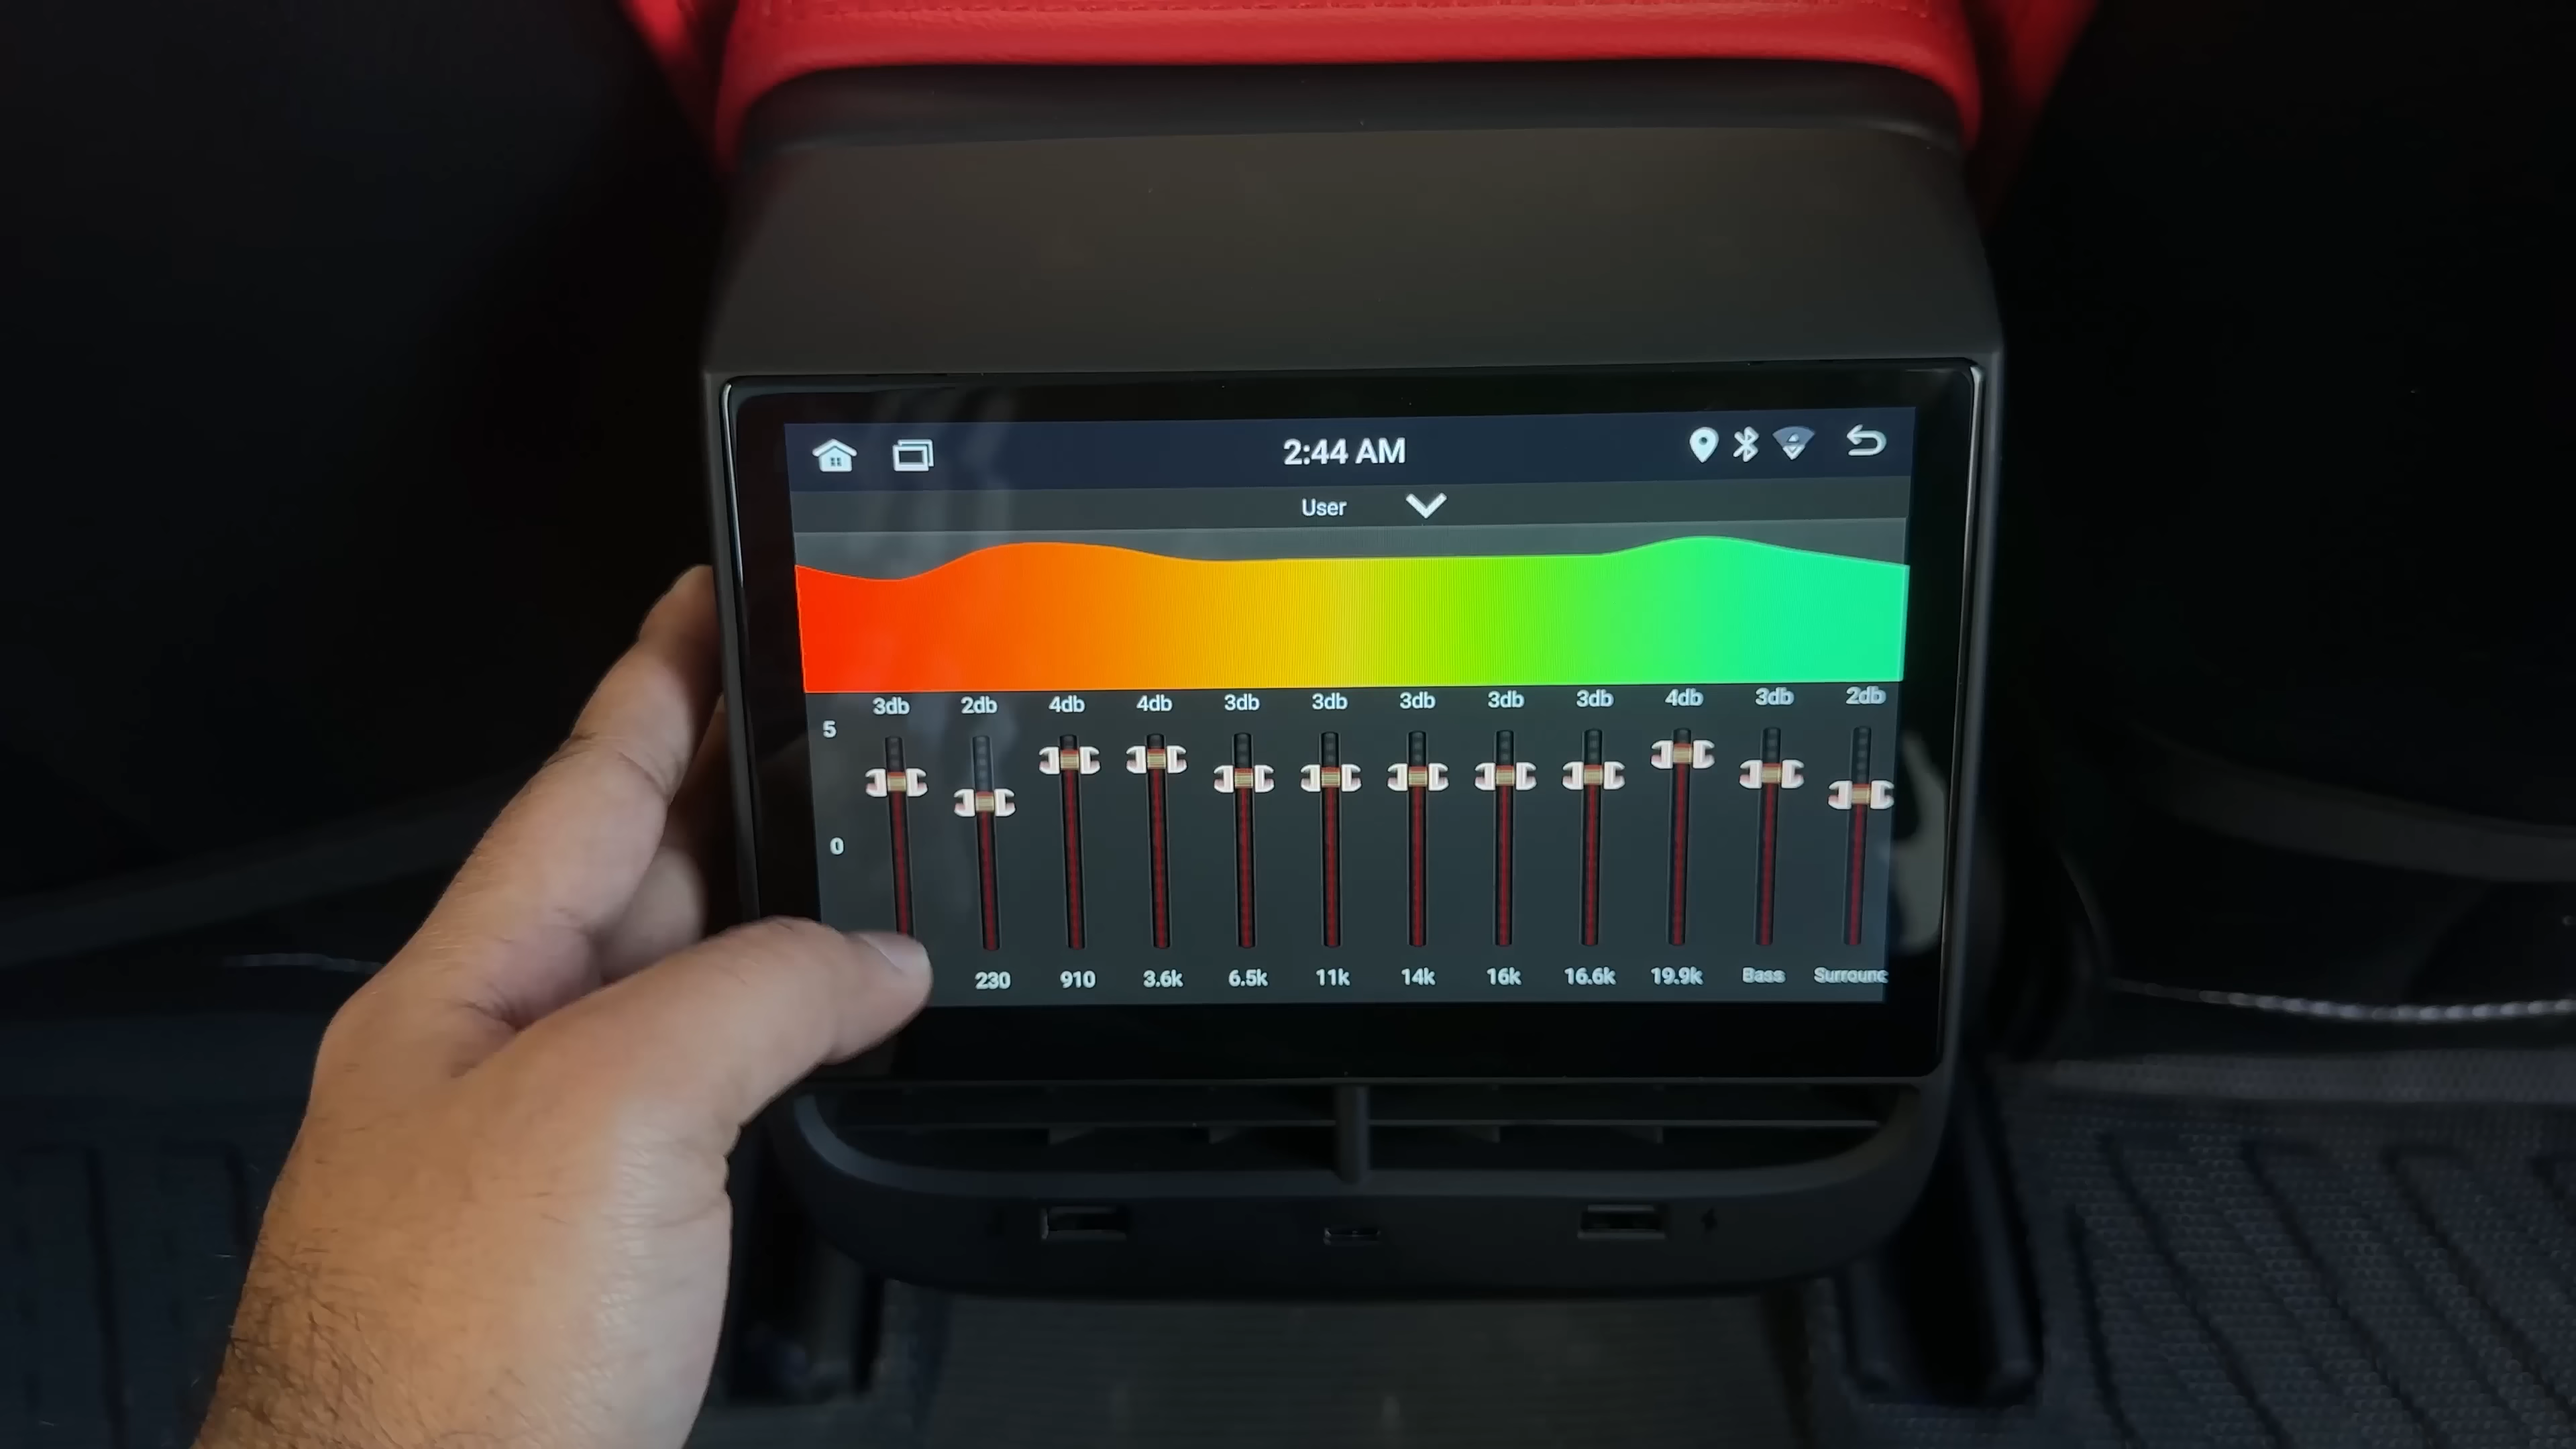 2:44 AM
User
3db 2db 4db 4db 3db 3db 3db 3db 3db 4db 3db 2db
5
0
230 910 3.6k 6.5k 11k 14k 16k 16.6k 19.9k Bass Surrounc